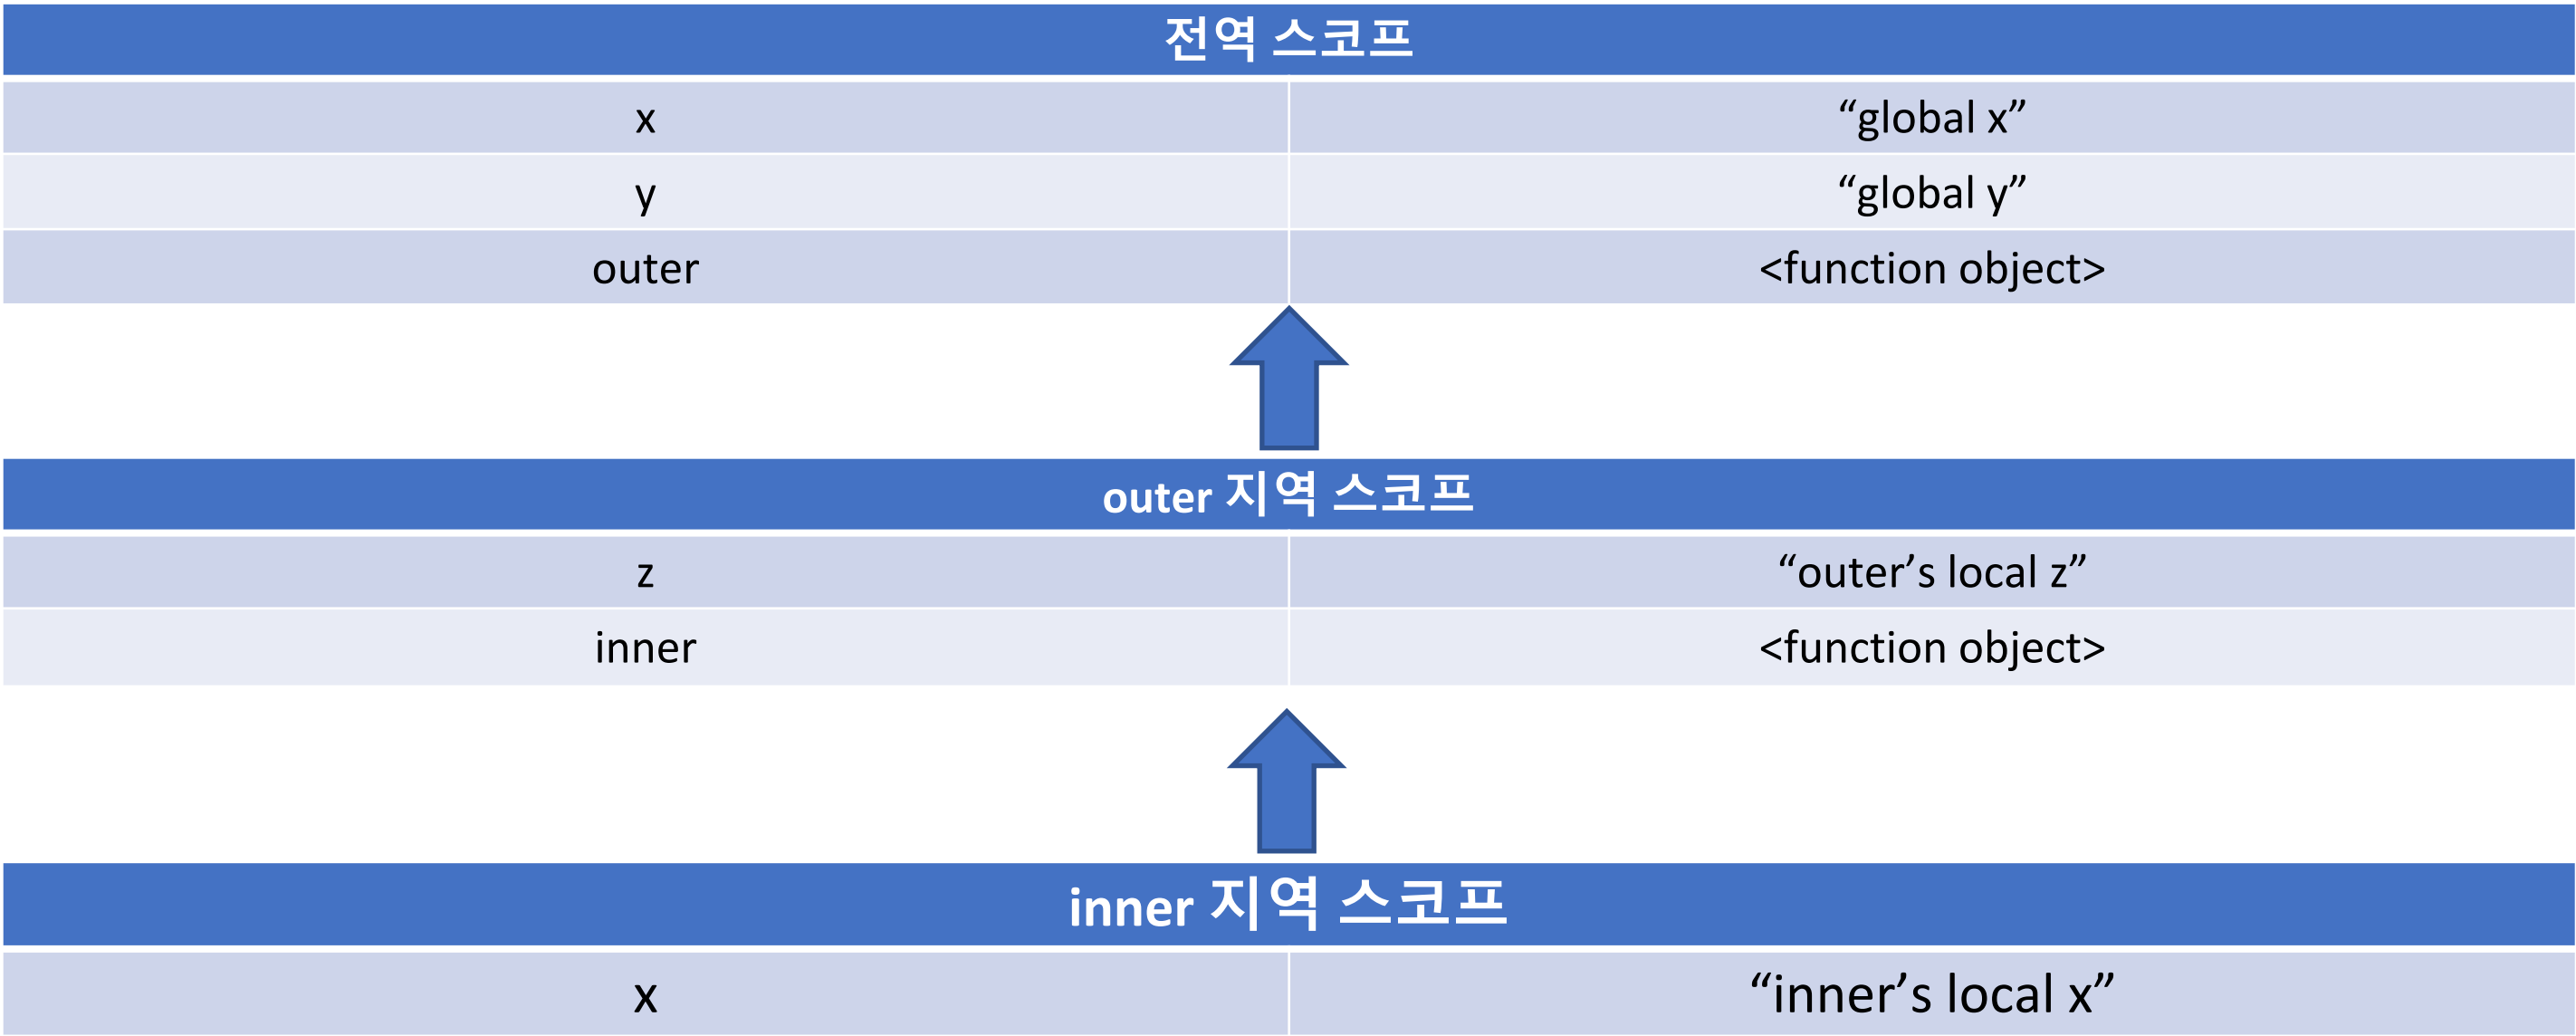 전역 스코프
x “global x”
y “global y”
outer <function object>
outer 지역 스코프
z “outer’s local z”
inner <function object>
inner 지역 스코프
x “inner’s local x”